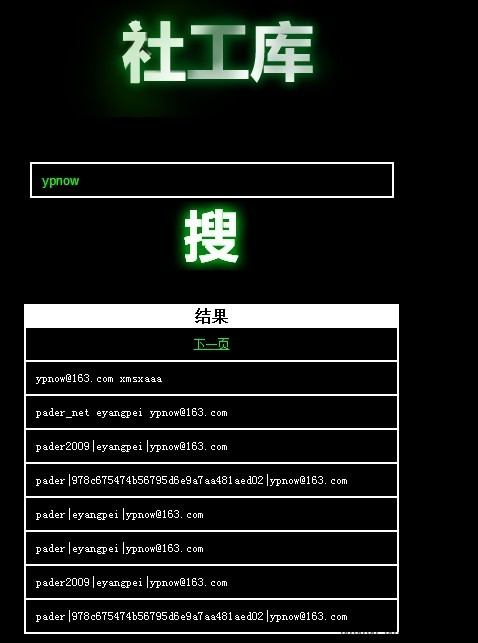 社工库
ypnow
搜
结果
下一页
ypnow@163.com xmsxaaa
pader_net eyangpei ypnow@163.com
pader2009|eyangpei|ypnow@163.com
pader|978c675474b56795d6e9a7aa481aed02|ypnow@163.com
pader|eyangpei|ypnow@163.com
pader|eyangpei|ypnow@163.com
pader2009|eyangpei|ypnow@163.com
pader|978c675474b56795d6e9a7aa481aed02|ypnow@163.com